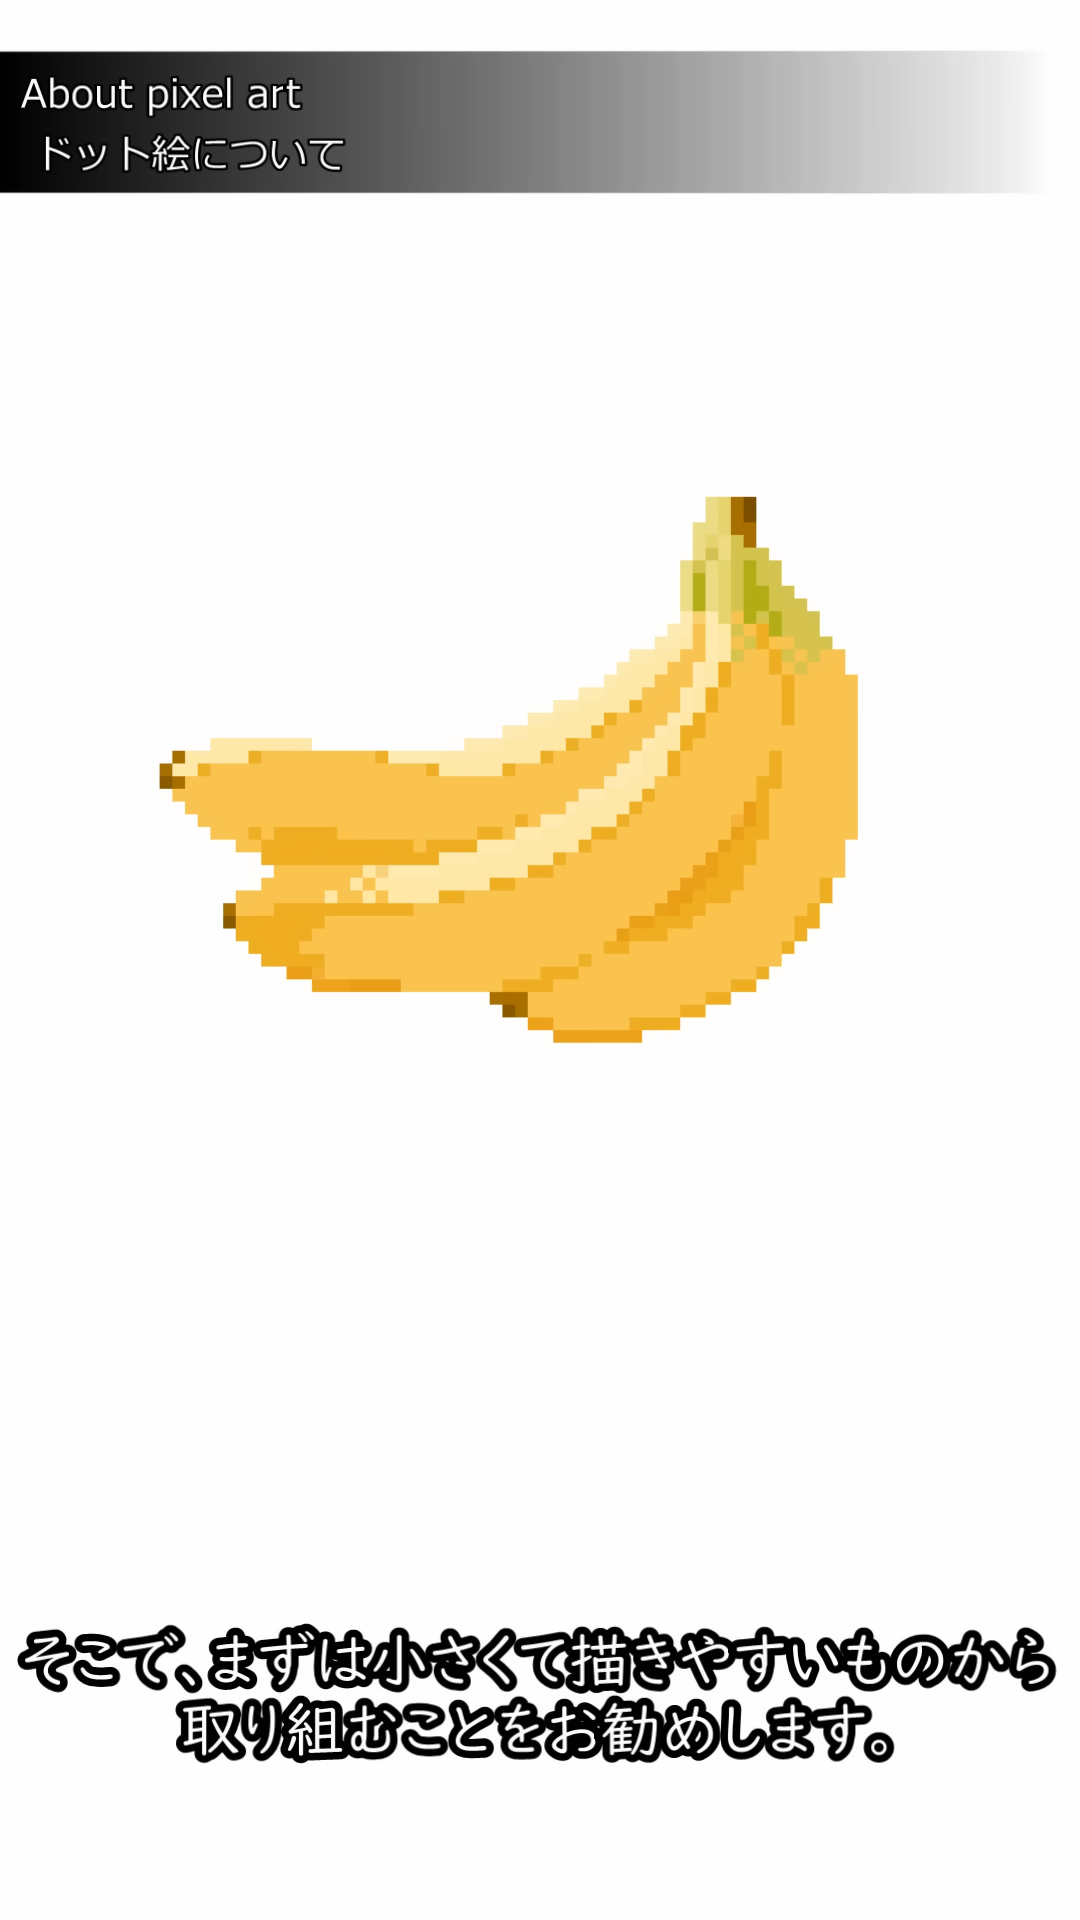 About pixel art
ドット絵について
そこで、まずは小さくて描きやすいものから
取り組むことをお勧めします。